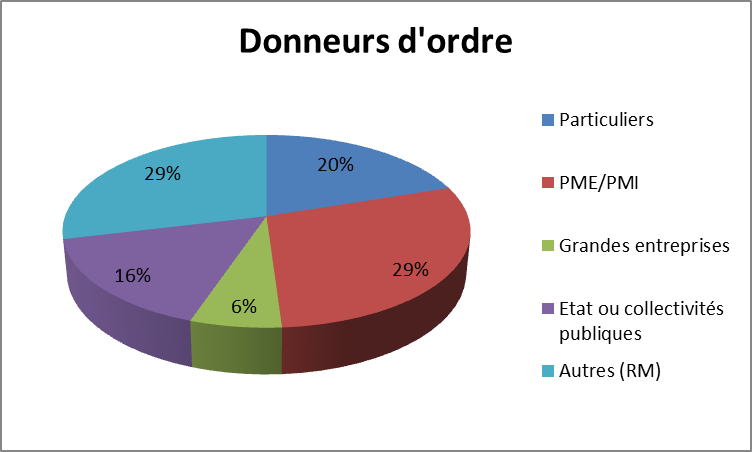 Donneurs d'ordre
20%
29%
6%
16%
29%
Particuliers
PME/PMI
Grandes entreprises
Etat ou collectivités
publiques
Autres (RM)